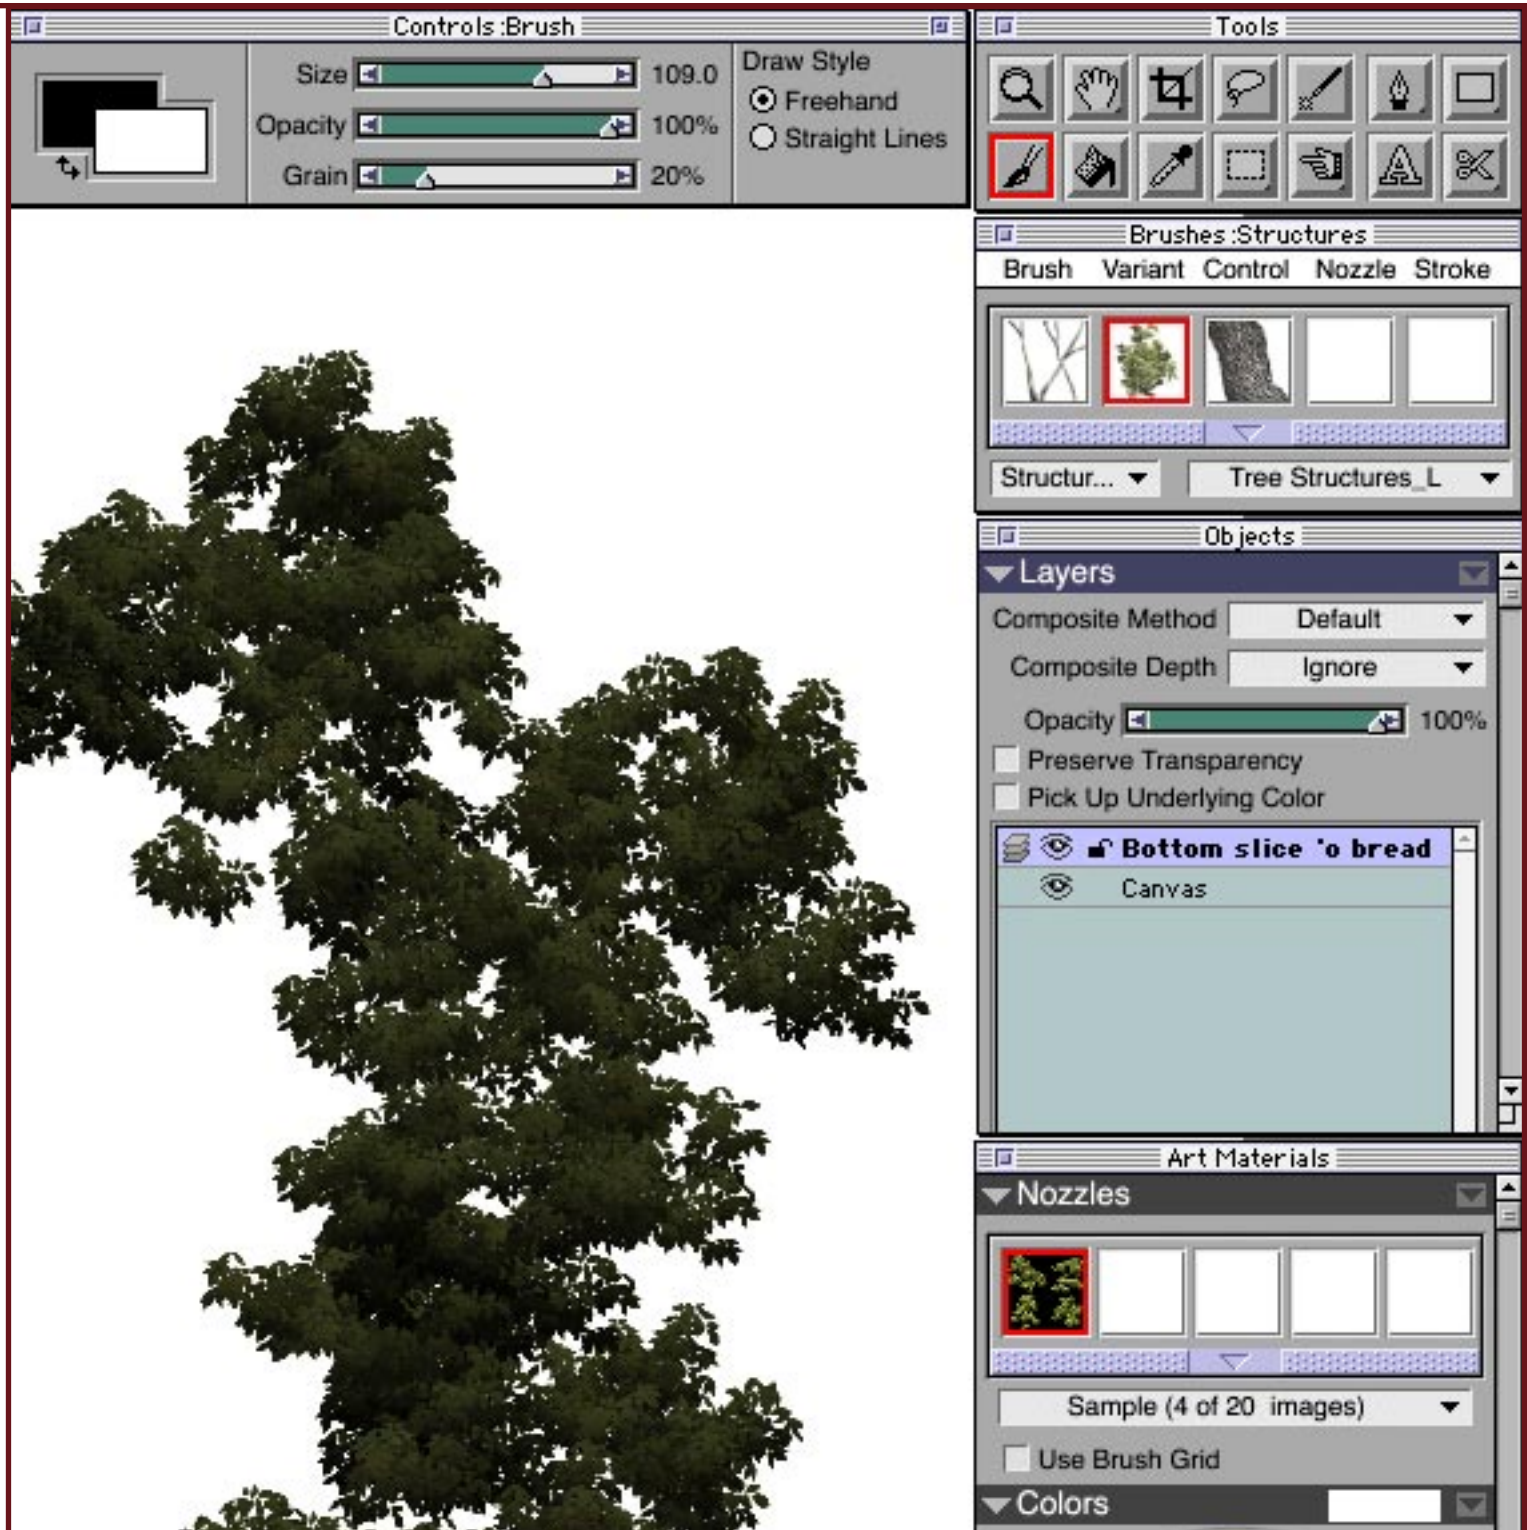 Controls :Brush
Size 109.0
Opacity 100%
Grain 20%
Draw Style
Freehand
Straight Lines
Tools
A
Brushes :Structures
Brush Variant Control Nozzle Stroke
Structur... Tree Structures_L
Objects
Layers
Composite Method Default
Composite Depth Ignore
Opacity 100%
Preserve Transparency
Pick Up Underlying Color
Bottom slice 'o bread
Canvas
Art Materials
Nozzles
Sample (4 of 20 images)
Use Brush Grid
Colors